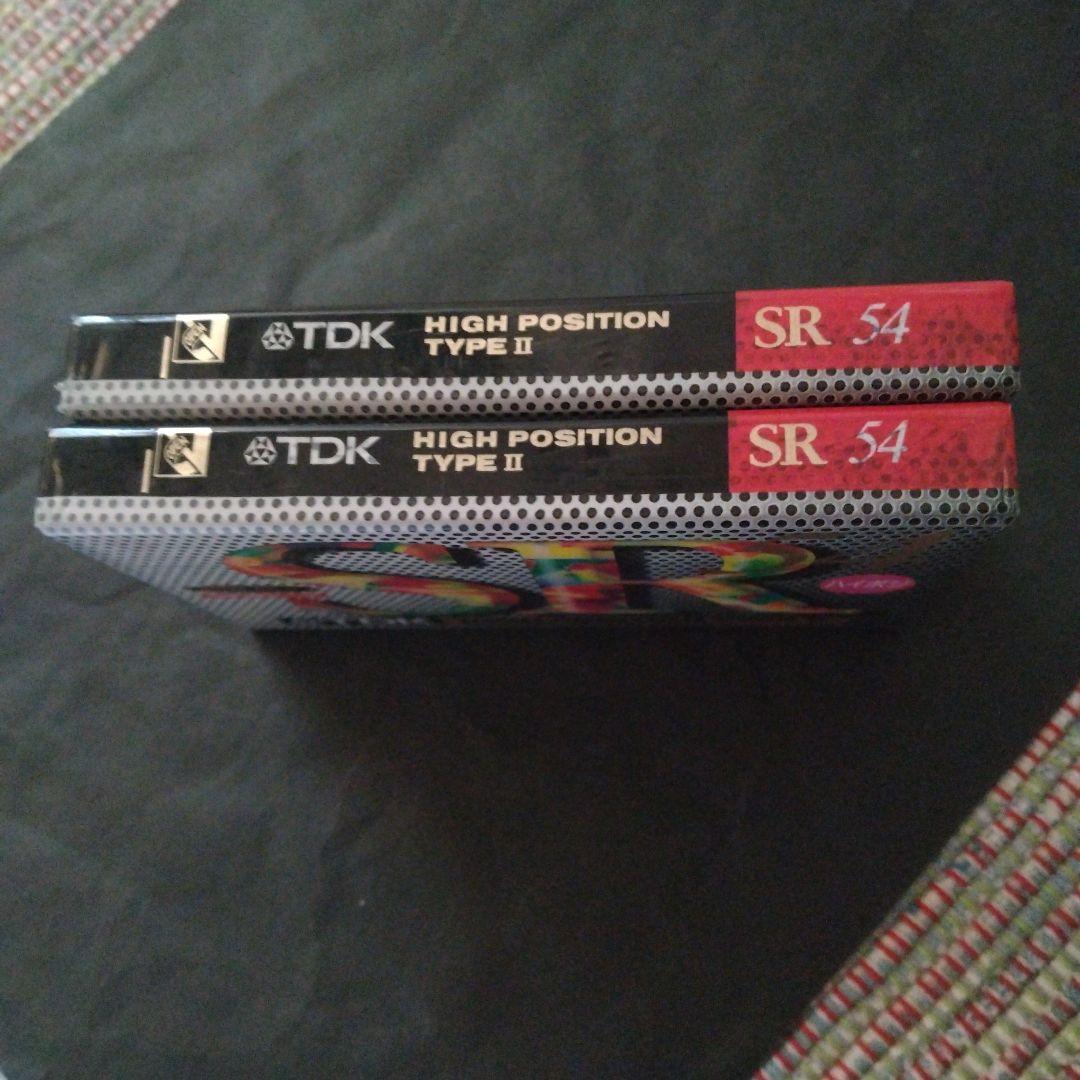 TDK
HIGH POSITION
TYPE II
SR 54
TDK
HIGH POSITION
TYPE II
SR 54
SR